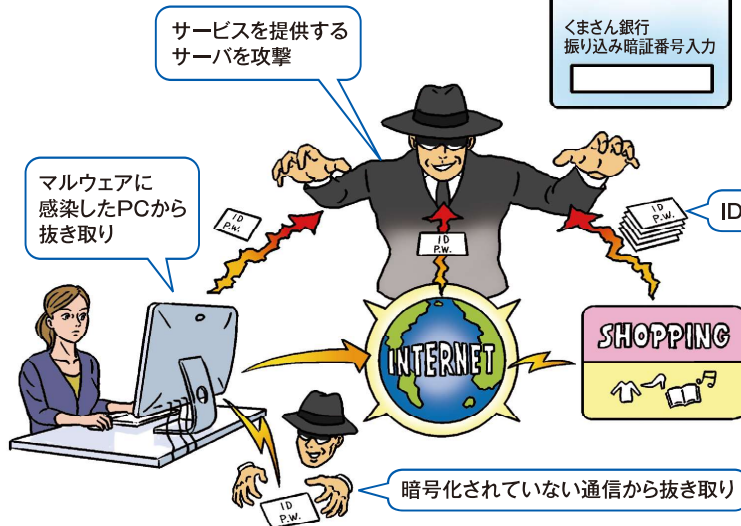 サービスを提供する
サーバを攻撃
くまさん銀行
振り込み暗証番号入力
マルウェアに
感染したPCから
抜き取り
ID
P.W.
ID
P.W.
ID
P.W.
ID
INTERNET
SHOPPING
ID
P.W.
暗号化されていない通信から抜き取り